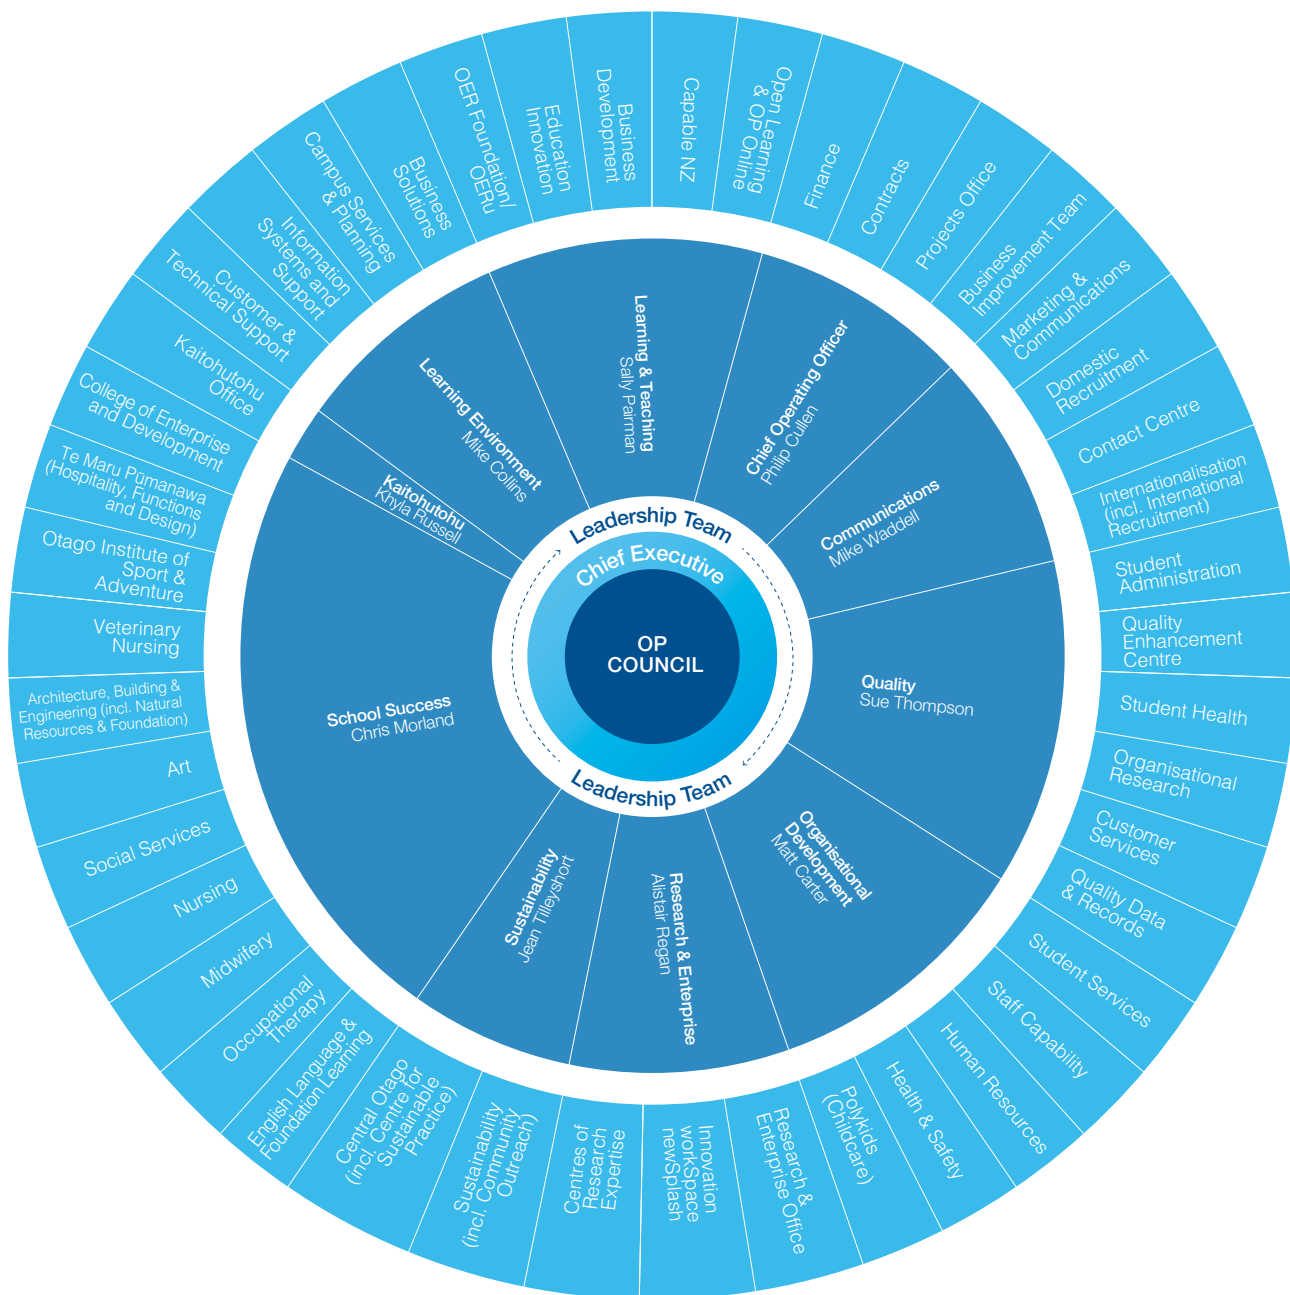 OP
COUNCIL
Chief Executive
Leadership Team
Leadership Team
Learning & Teaching
Sally Pairman
Chief Operating Officer
Philip Cullen
Communications
Mike Waddell
Quality
Sue Thompson
Organisational
Development
Matt Carter
Research & Enterprise
Alistair Regan
Sustainability
Jean Tilleyshort
School Success
Chris Morland
Kaitohutohu
Khyla Russell
Learning Environment
Mike Collins
Capable NZ
Open Learning
& OP Online
Finance
Contracts
Projects Office
Business
Improvement Team
Marketing &
Communications
Domestic
Recruitment
Contact Centre
Internationalisation
(incl. International
Recruitment)
Student
Administration
Quality
Enhancement
Centre
Student Health
Organisational
Research
Customer
Services
Quality Data
& Records
Student Services
Staff Capability
Human Resources
Health & Safety
Polykids
(Childcare)
Research &
Enterprise Office
Innovation
workSpace
newSplash
Centres of
Research
Expertise
Sustainability
(incl. Community
Outreach)
Central Otago
(incl. Centre for
Sustainable
Practice)
English Language &
Foundation Learning
Occupational
Therapy
Midwifery
Nursing
Social Services
Art
Architecture, Building &
Engineering (incl. Natural
Resources & Foundation)
Veterinary
Nursing
Otago Institute of
Sport &
Adventure
Te Maru Pūmanawa
(Hospitality, Functions
and Design)
College of Enterprise
and Development
Kaitohutohu
Office
Customer &
Technical Support
Information
Systems and
Support
Campus Services
& Planning
Business
Solutions
OER Foundation/
OERu
Education
Innovation
Business
Development